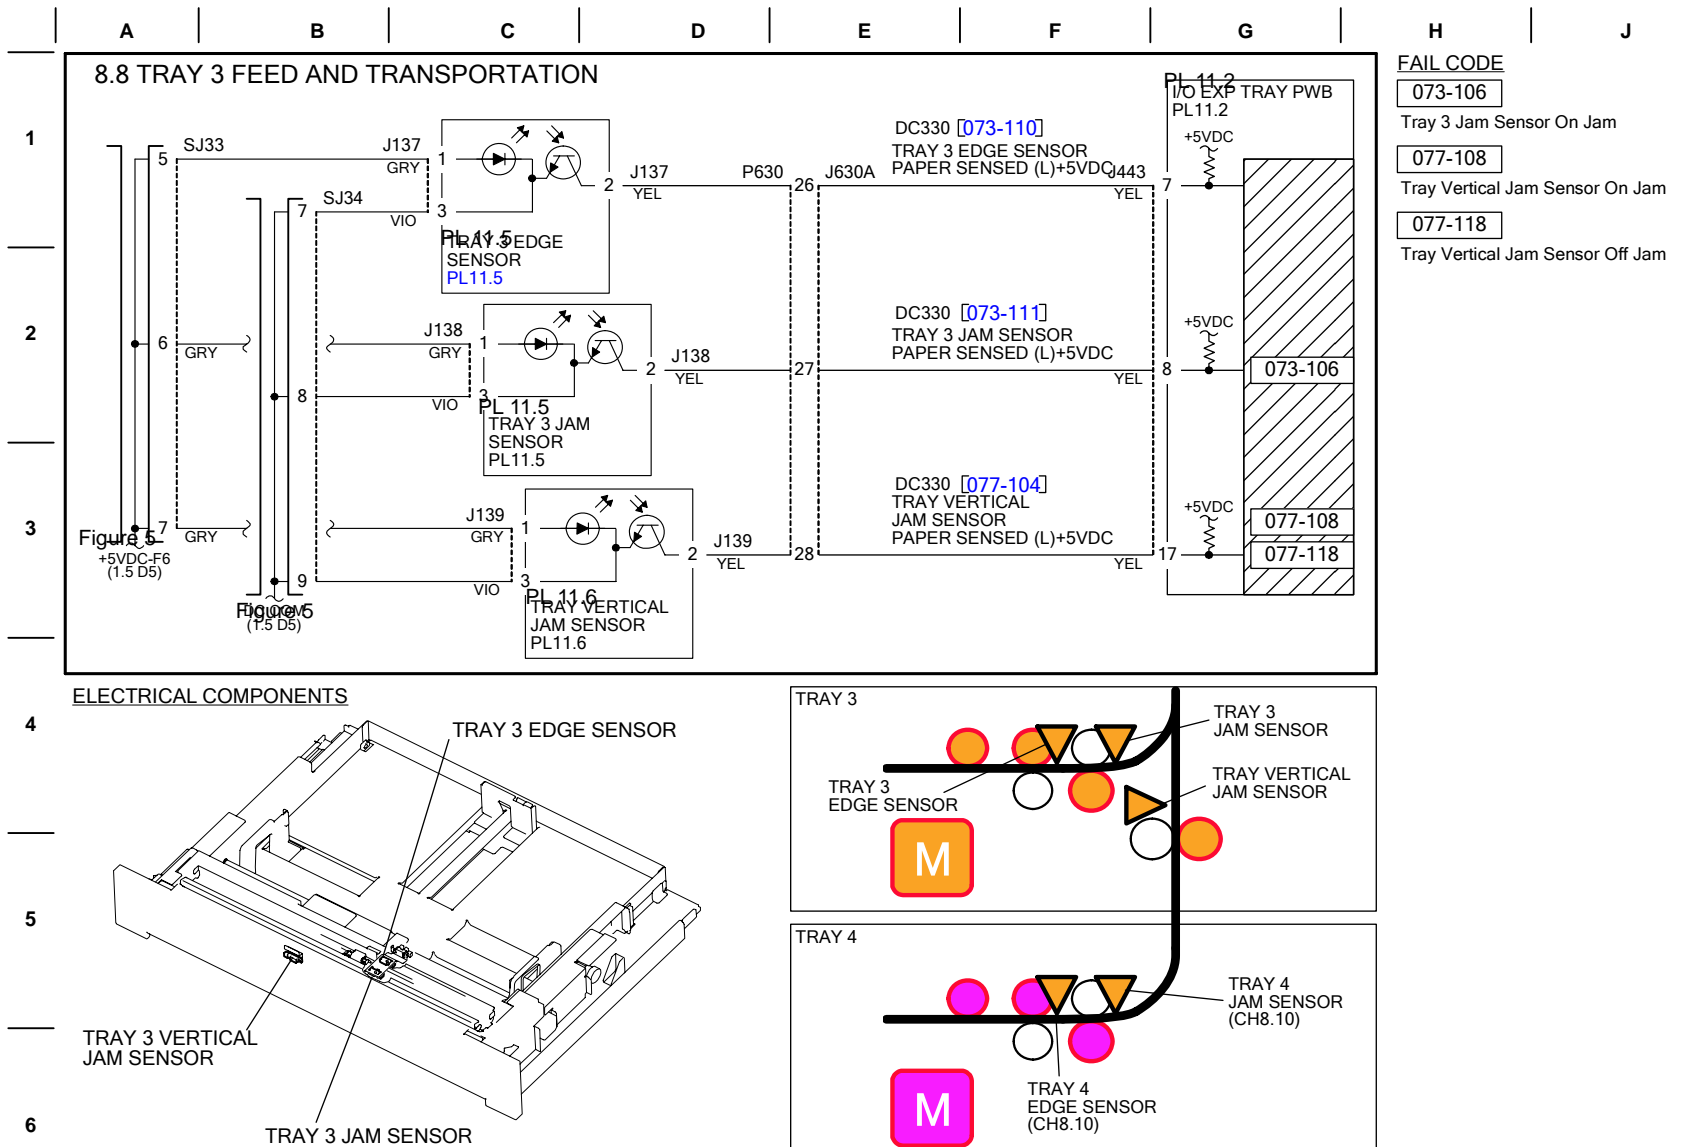 A B C D E F G H J
8.8 TRAY 3 FEED AND TRANSPORTATION
FAIL CODE
073-106
Tray 3 Jam Sensor On Jam
077-108
Tray Vertical Jam Sensor On Jam
077-118
Tray Vertical Jam Sensor Off Jam
PL 11.2
I/O EXP TRAY PWB
PL11.2
1
5 SJ33 J137 1
GRY
7 SJ34 VIO 3
PL 11.5
TRAY 3 EDGE
SENSOR
PL11.5
2 J137 P630 26 J630A J443 7
YEL YEL
DC330 [073-110]
TRAY 3 EDGE SENSOR
PAPER SENSED (L)+5VDC
+5VDC
2
6 GRY J138 1
GRY
8 VIO 3
PL 11.5
TRAY 3 JAM
SENSOR
PL11.5
2 J138 27 8
YEL YEL
DC330 [073-111]
TRAY 3 JAM SENSOR
PAPER SENSED (L)+5VDC
+5VDC
073-106
3
7 GRY J139 1
GRY
9 VIO 3
PL 11.6
TRAY VERTICAL
JAM SENSOR
PL11.6
2 J139 28 17
YEL YEL
DC330 [077-104]
TRAY VERTICAL
JAM SENSOR
PAPER SENSED (L)+5VDC
+5VDC
077-108
077-118
Figure 5
+5VDC-F6
(1.5 D5)
Figure 5
DC COM
(1.5 D5)
4
ELECTRICAL COMPONENTS
TRAY 3 EDGE SENSOR
TRAY 3
TRAY 3
JAM SENSOR
TRAY VERTICAL
JAM SENSOR
TRAY 3
EDGE SENSOR
M
5
TRAY 4
TRAY 4
JAM SENSOR
(CH8.10)
TRAY 3 VERTICAL
JAM SENSOR
TRAY 4
EDGE SENSOR
(CH8.10)
M
6
TRAY 3 JAM SENSOR